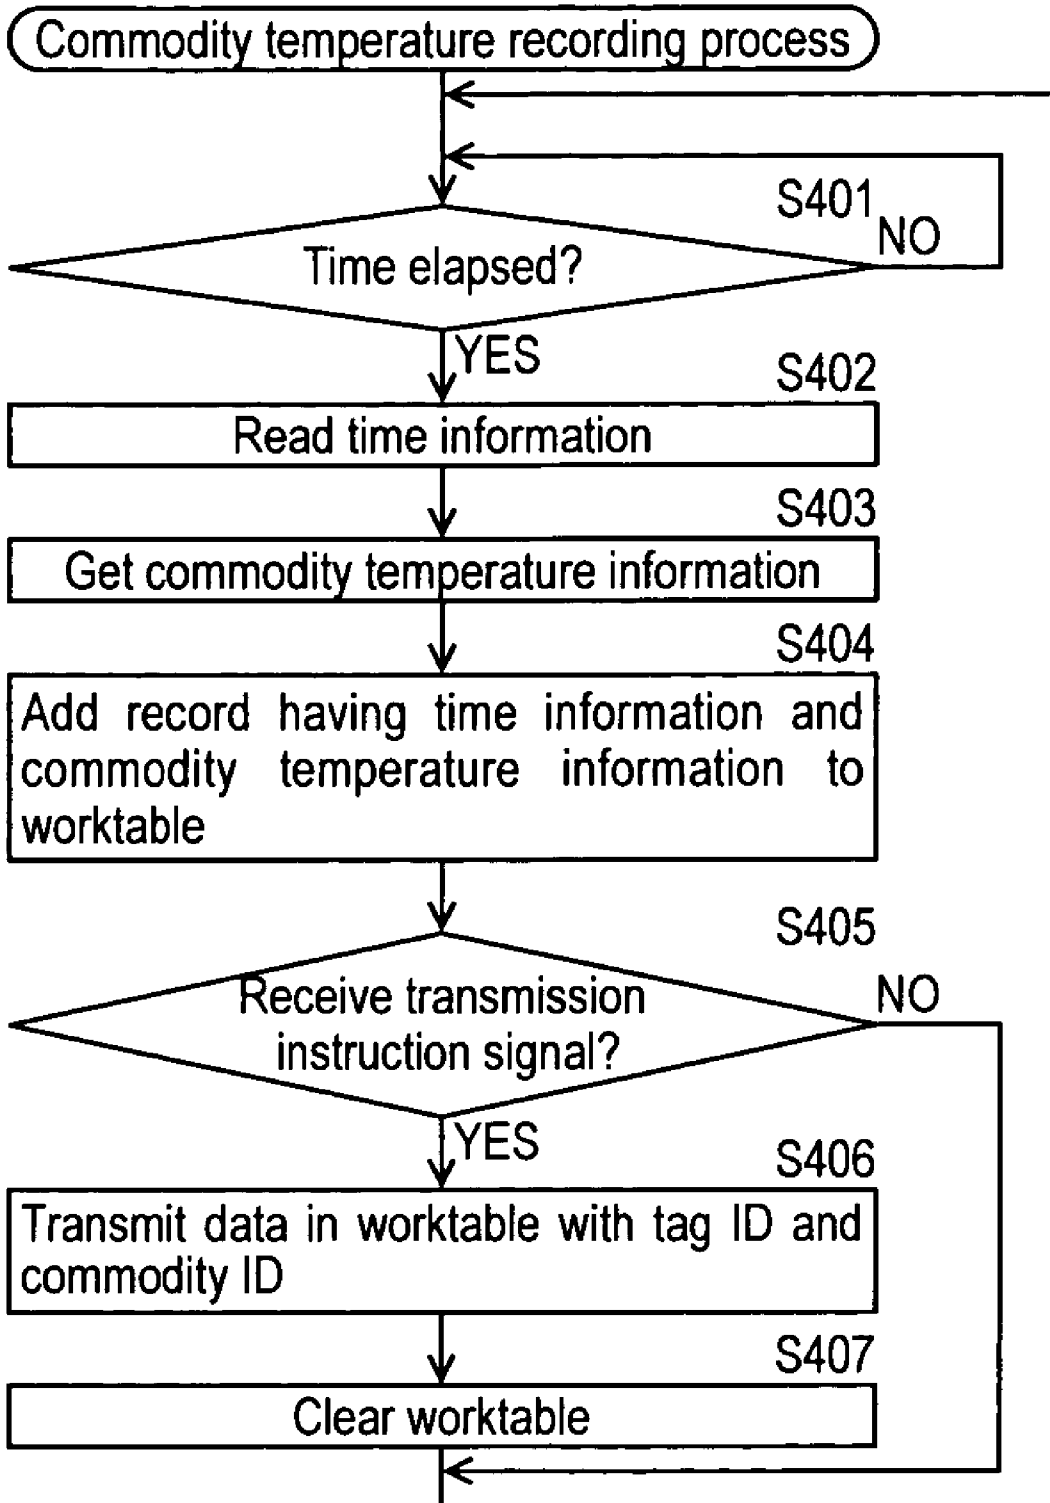 Commodity temperature recording process
S401
NO
Time elapsed?
YES
S402
Read time information
S403
Get commodity temperature information
S404
Add record having time information and
commodity temperature information to
worktable
S405
NO
Receive transmission
instruction signal?
YES
S406
Transmit data in worktable with tag ID and
commodity ID
S407
Clear worktable